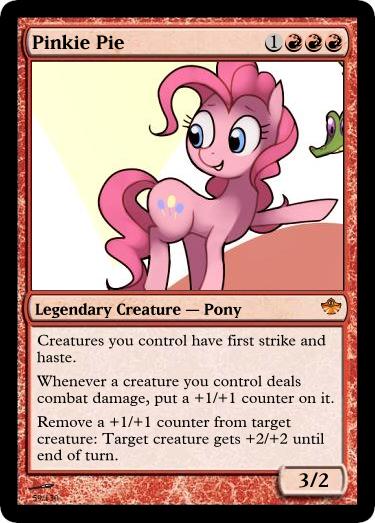 Pinkie Pie 1
Legendary Creature — Pony
Creatures you control have first strike and
haste.
Whenever a creature you control deals
combat damage, put a +1/+1 counter on it.
Remove a +1/+1 counter from target
creature: Target creature gets +2/+2 until
end of turn.
3/2